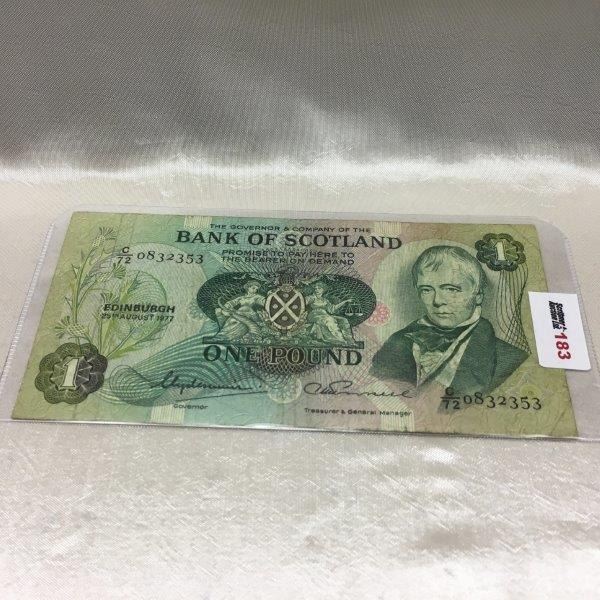 THE GOVERNOR & COMPANY OF THE
BANK OF SCOTLAND
C/72 0832353
PROMISE TO PAY HERE TO
THE BEARER ON DEMAND
1
EDINBURGH
25TH AUGUST 1977
ONE POUND
1
Governor
Treasurer & General Manager
C/72 0832353
183